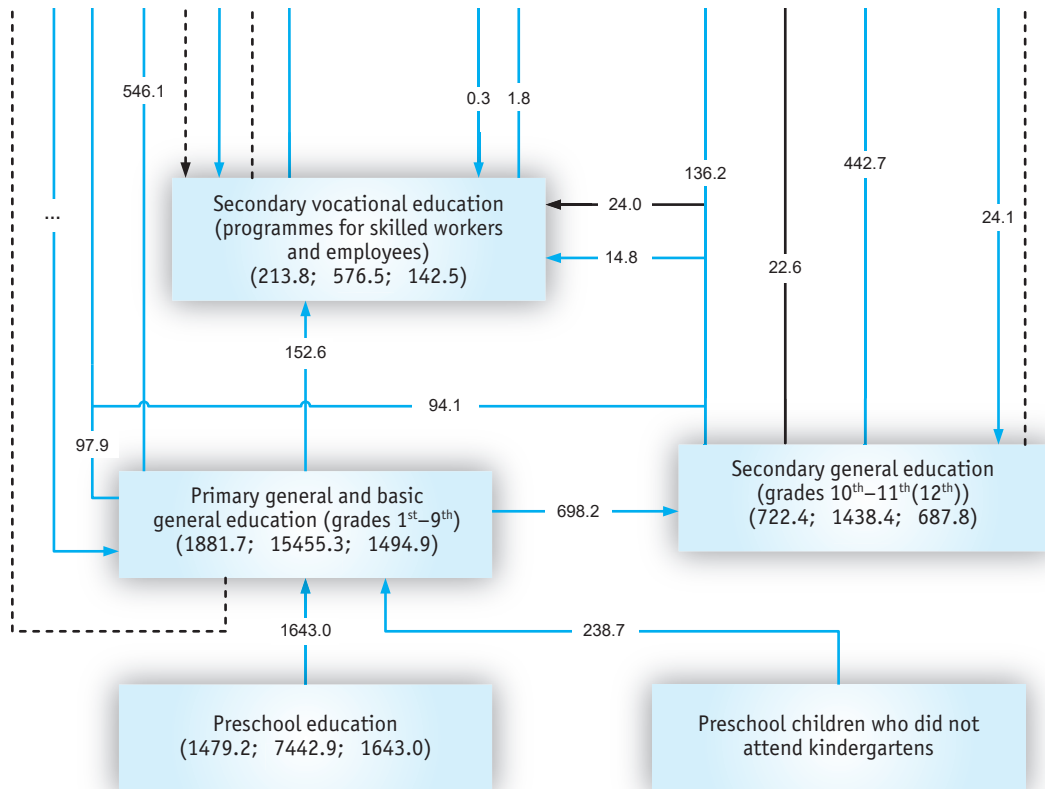 546.1
0.3
1.8
136.2
442.7
...
24.1
Secondary vocational education
(programmes for skilled workers
and employees)
(213.8; 576.5; 142.5)
24.0
14.8
22.6
152.6
94.1
97.9
Primary general and basic
general education (grades 1st–9th)
(1881.7; 15455.3; 1494.9)
698.2
Secondary general education
(grades 10th–11th(12th))
(722.4; 1438.4; 687.8)
1643.0
238.7
Preschool education
(1479.2; 7442.9; 1643.0)
Preschool children who did not
attend kindergartens